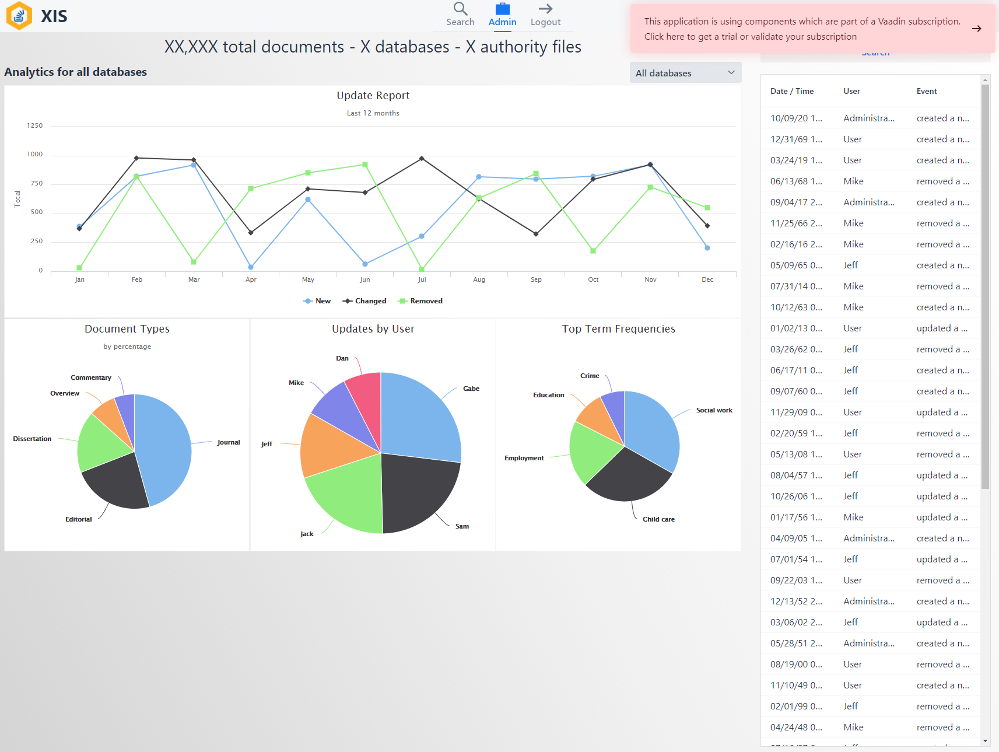 XIS
Search
Admin
Logout
This application is using components which are part of a Vaadin subscription.
Click here to get a trial or validate your subscription
XX,XXX total documents - X databases - X authority files
Search
Analytics for all databases
All databases
Update Report
Last 12 months
Total
1250
1000
750
500
250
0
Jan Feb Mar Apr May Jun Jul Aug Sep Oct Nov Dec
New Changed Removed
Document Types
by percentage
Commentary
Overview
Dissertation
Journal
Editorial
Updates by User
Dan
Mike
Gabe
Jeff
Sam
Jack
Top Term Frequencies
Crime
Education
Social work
Employment
Child care
Date / Time User Event
10/09/20 1... Administra... created a n...
12/31/69 1... User created a n...
03/24/19 1... User created a n...
06/13/68 1... Mike removed a ...
09/04/17 2... Administra... created a n...
11/25/66 2... Mike removed a ...
02/16/16 2... Mike removed a ...
05/09/65 0... Jeff created a n...
07/31/14 0... Mike removed a ...
10/12/63 0... Mike created a n...
01/02/13 0... User updated a ...
03/26/62 0... Jeff removed a ...
06/17/11 0... Jeff created a n...
09/07/60 0... Jeff created a n...
11/29/09 0... User updated a ...
02/20/59 1... Jeff removed a ...
05/13/08 1... User removed a ...
08/04/57 1... Jeff updated a ...
10/26/06 1... Jeff updated a ...
01/17/56 1... Mike updated a ...
04/09/05 1... Administra... created a n...
07/01/54 1... Jeff updated a ...
09/22/03 1... User removed a ...
12/13/52 2... Administra... created a n...
03/06/02 2... Jeff updated a ...
05/28/51 2... Administra... created a n...
08/19/00 0... User removed a ...
11/10/49 0... User created a n...
02/01/99 0... Jeff removed a ...
04/24/48 0... Mike removed a ...